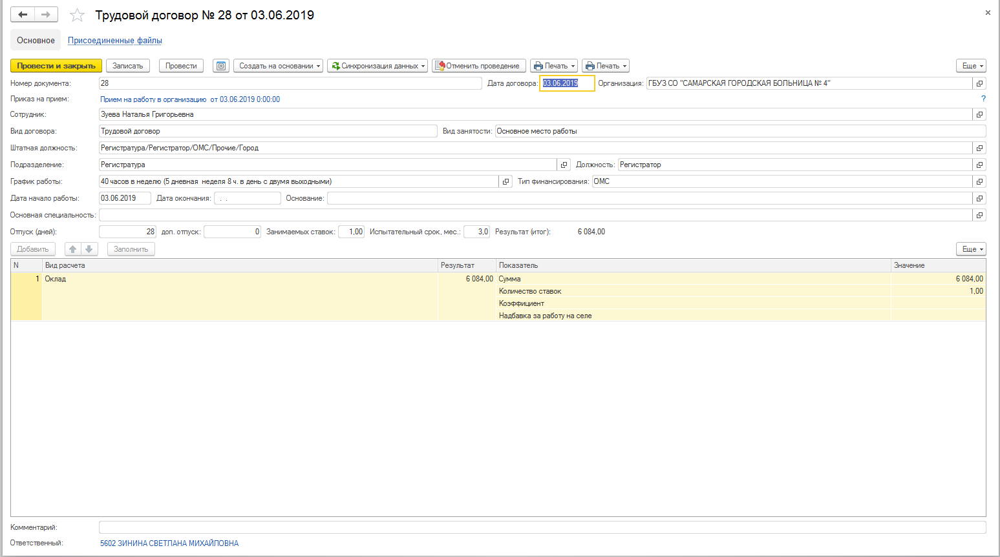 Трудовой договор № 28 от 03.06.2019
Основное Присоединенные файлы
Провести и закрыть Записать Провести Создать на основании Синхронизация данных Отменить проведение Печать Печать Еще
Номер документа: 28 Дата договора: 03.06.2019 Организация: ГБУЗ СО "САМАРСКАЯ ГОРОДСКАЯ БОЛЬНИЦА № 4"
Приказ на прием: Прием на работу в организацию от 03.06.2019 0:00:00 ?
Сотрудник: Зуева Наталья Григорьевна
Вид договора: Трудовой договор Вид занятости: Основное место работы
Штатная должность: Регистратура/Регистратор/ОМС/Прочие/Город
Подразделение: Регистратура Должность: Регистратор
График работы: 40 часов в неделю (5 дневная неделя 8 ч. в день с двумя выходными) Тип финансирования: ОМС
Дата начало работы: 03.06.2019 Дата окончания: . . Основание:
Основная специальность:
Отпуск (дней): 28 доп. отпуск: 0 Занимаемых ставок: 1,00 Испытательный срок, мес.: 3,0 Результат (итог): 6 084,00
Добавить Заполнить Еще
N Вид расчета Результат Показатель Значение
1 Оклад 6 084,00 Сумма 6 084,00
Количество ставок 1,00
Коэффициент
Надбавка за работу на селе
Комментарий:
Ответственный: 5602 ЗИНИНА СВЕТЛАНА МИХАЙЛОВНА